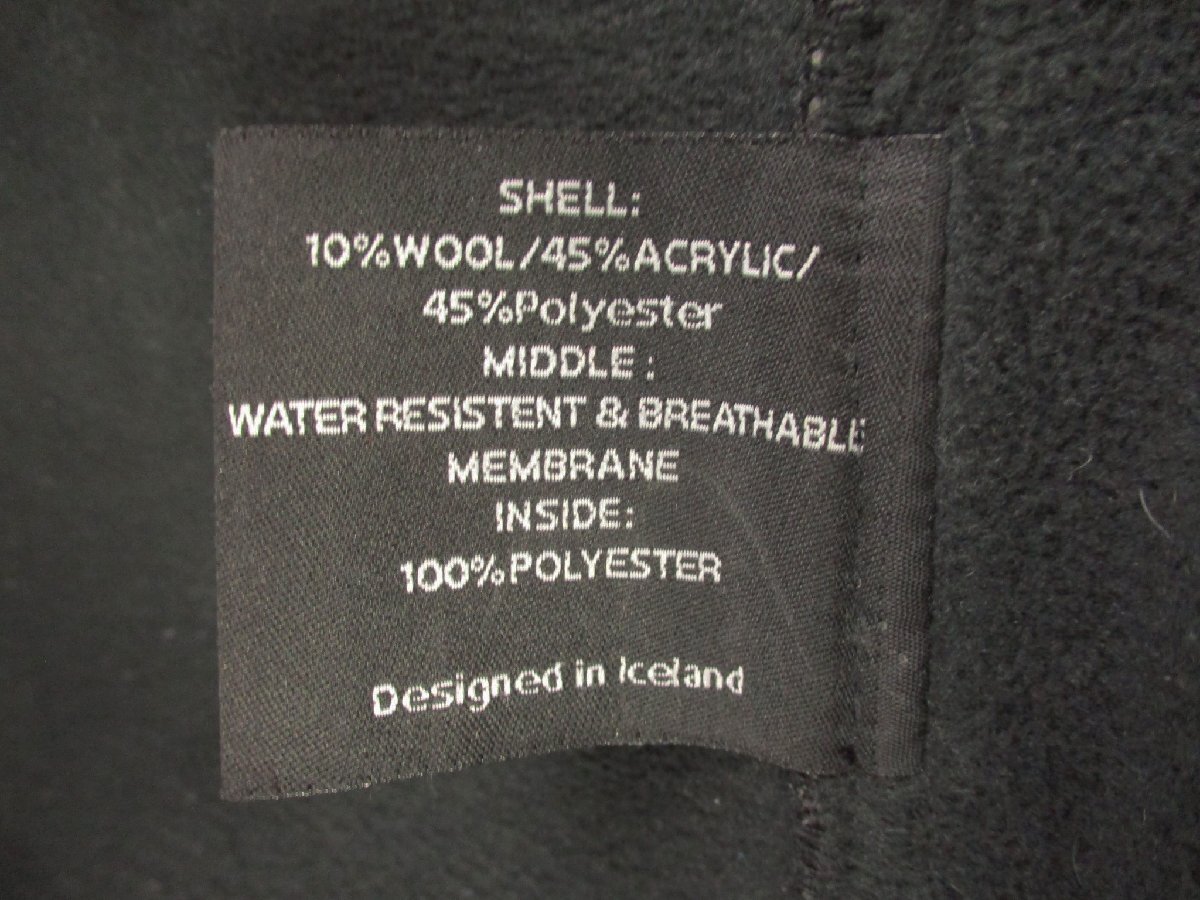 SHELL:
10%WOOL/45%ACRYLIC/
45%Polyester
MIDDLE :
WATER RESISTENT & BREATHABLE
MEMBRANE
INSIDE:
100%POLYESTER
Designed in Iceland